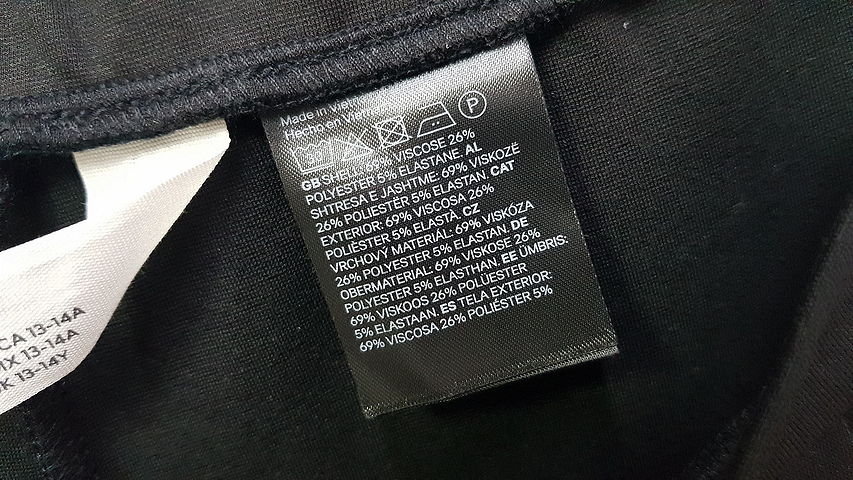 Made in Vietnam
Hecho en Vietnam
P
GB SHELL: 69% VISCOSE 26%
POLYESTER 5% ELASTANE. AL
SHTRESA E JASHTME: 69% VISKOZË
26% POLIESTËR 5% ELASTAN. CAT
EXTERIOR: 69% VISCOSA 26%
POLIÈSTER 5% ELASTÀ. CZ
VRCHOVÝ MATERIÁL: 69% VISKÓZA
26% POLYESTER 5% ELASTAN. DE
OBERMATERIAL: 69% VISKOSE 26%
POLYESTER 5% ELASTHAN. EE ÜMBRIS:
69% VISKOOS 26% POLÜESTER
5% ELASTAAN. ES TELA EXTERIOR:
69% VISCOSA 26% POLIÉSTER 5%
CA 13-14A
MX 13-14A
13-14Y